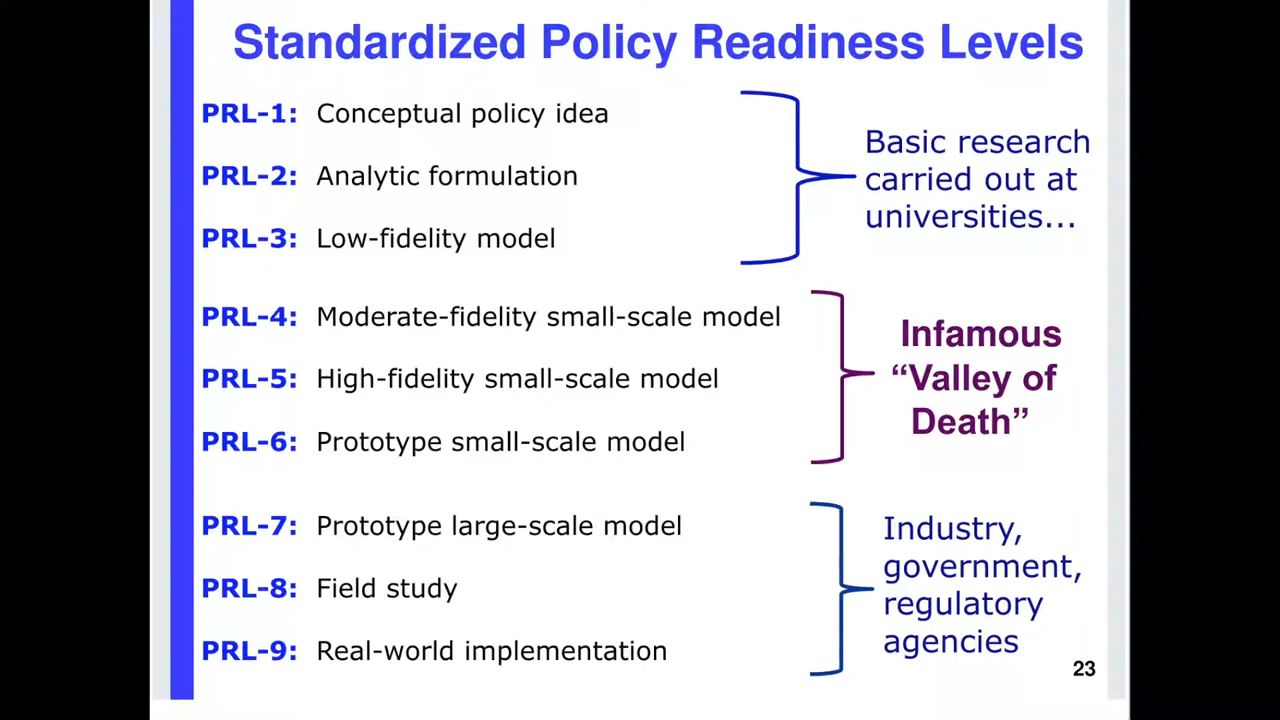 Standardized Policy Readiness Levels
PRL-1: Conceptual policy idea
PRL-2: Analytic formulation
PRL-3: Low-fidelity model
Basic research
carried out at
universities...
PRL-4: Moderate-fidelity small-scale model
PRL-5: High-fidelity small-scale model
PRL-6: Prototype small-scale model
Infamous
“Valley of
Death”
PRL-7: Prototype large-scale model
PRL-8: Field study
PRL-9: Real-world implementation
Industry,
government,
regulatory
agencies
23